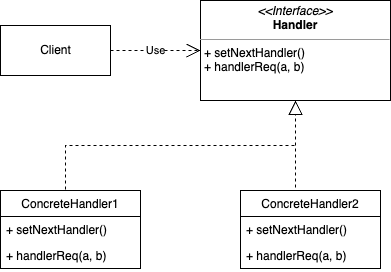 <<Interface>>
Handler
Client
Use
+ setNextHandler()
+ handlerReq(a, b)
ConcreteHandler1
+ setNextHandler()
+ handlerReq(a, b)
ConcreteHandler2
+ setNextHandler()
+ handlerReq(a, b)